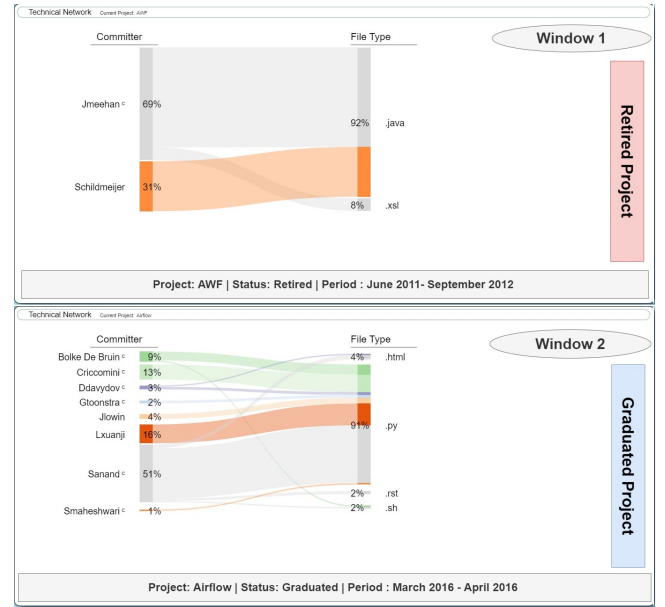 Technical Network Current Project: AWF
Committer File Type
Window 1
Jmeehan c 69%
92% .java
Schildmeijer 31%
8% .xsl
Retired Project
Project: AWF | Status: Retired | Period : June 2011- September 2012
Technical Network Current Project: Airflow
Committer File Type
Window 2
Bolke De Bruin c 9% 4% .html
Criccomini c 13%
Ddavydov c 3%
Gtoonstra c 2%
Jlowin 4%
Lxuanji 16% 91% .py
Sanand c 51%
2% .rst
2% .sh
Smaheshwari c 1%
Graduated Project
Project: Airflow | Status: Graduated | Period : March 2016 - April 2016